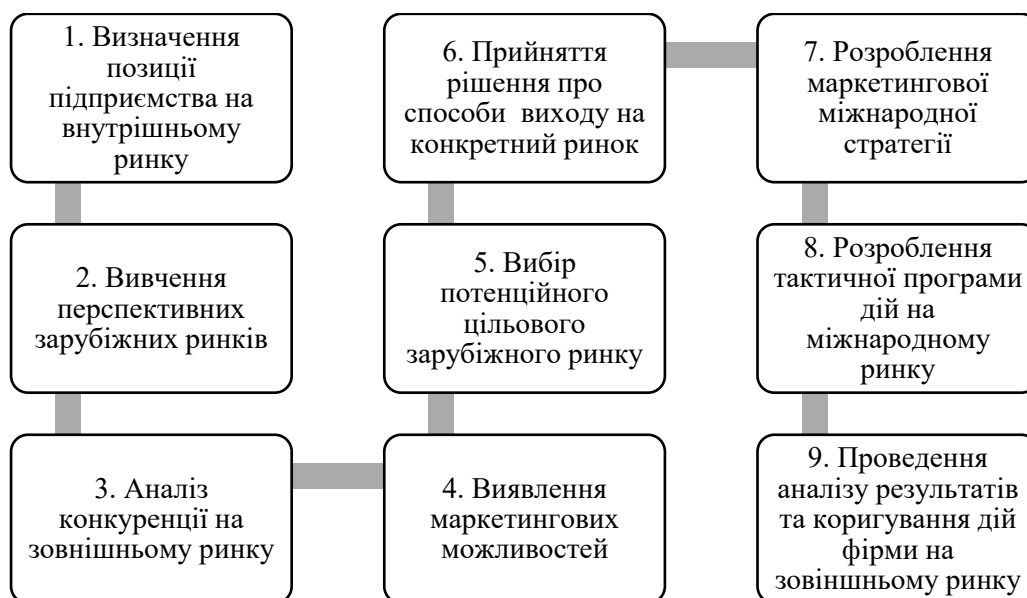 1. Визначення
позиції
підприємства на
внутрішньому
ринку
2. Вивчення
перспективних
зарубіжних ринків
3. Аналіз
конкуренції на
зовнішньому ринку
4. Виявлення
маркетингових
можливостей
5. Вибір
потенційного
цільового
зарубіжного ринку
6. Прийняття
рішення про
способи виходу на
конкретний ринок
7. Розроблення
маркетингової
міжнародної
стратегії
8. Розроблення
тактичної програми
дій на
міжнародному
ринку
9. Проведення
аналізу результатів
та коригування дій
фірми на
зовіншньому ринку